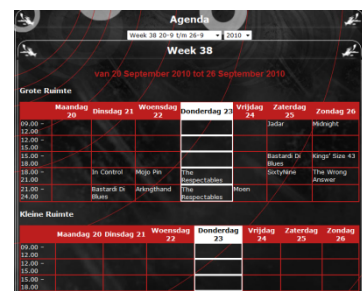 Agenda
Week 38 20-9 t/m 26-9 2010
Week 38
van 20 September 2010 tot 26 September 2010
Grote Ruimte
Maandag 20 Dinsdag 21 Woensdag 22 Donderdag 23 Vrijdag 24 Zaterdag 25 Zondag 26
09.00 - 12.00 Jadar Midnight
12.00 - 15.00
15.00 - 18.00 Bastardi Di Blues Kings' Size 43
18.00 - 21.00 In Control Mojo Pin The Respectables SixtyNine The Wrong Answer
21.00 - 24.00 Bastardi Di Blues Arkngthand The Respectables Moen
Kleine Ruimte
Maandag 20 Dinsdag 21 Woensdag 22 Donderdag 23 Vrijdag 24 Zaterdag 25 Zondag 26
09.00 - 12.00
12.00 - 15.00
15.00 - 18.00